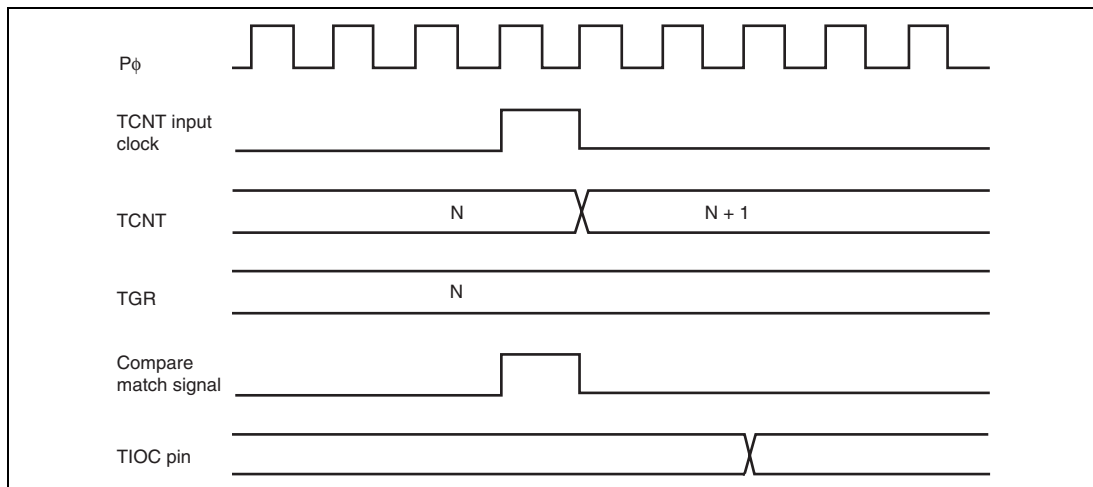 Pφ
TCNT input
clock
TCNT
N
N + 1
TGR
N
Compare
match signal
TIOC pin